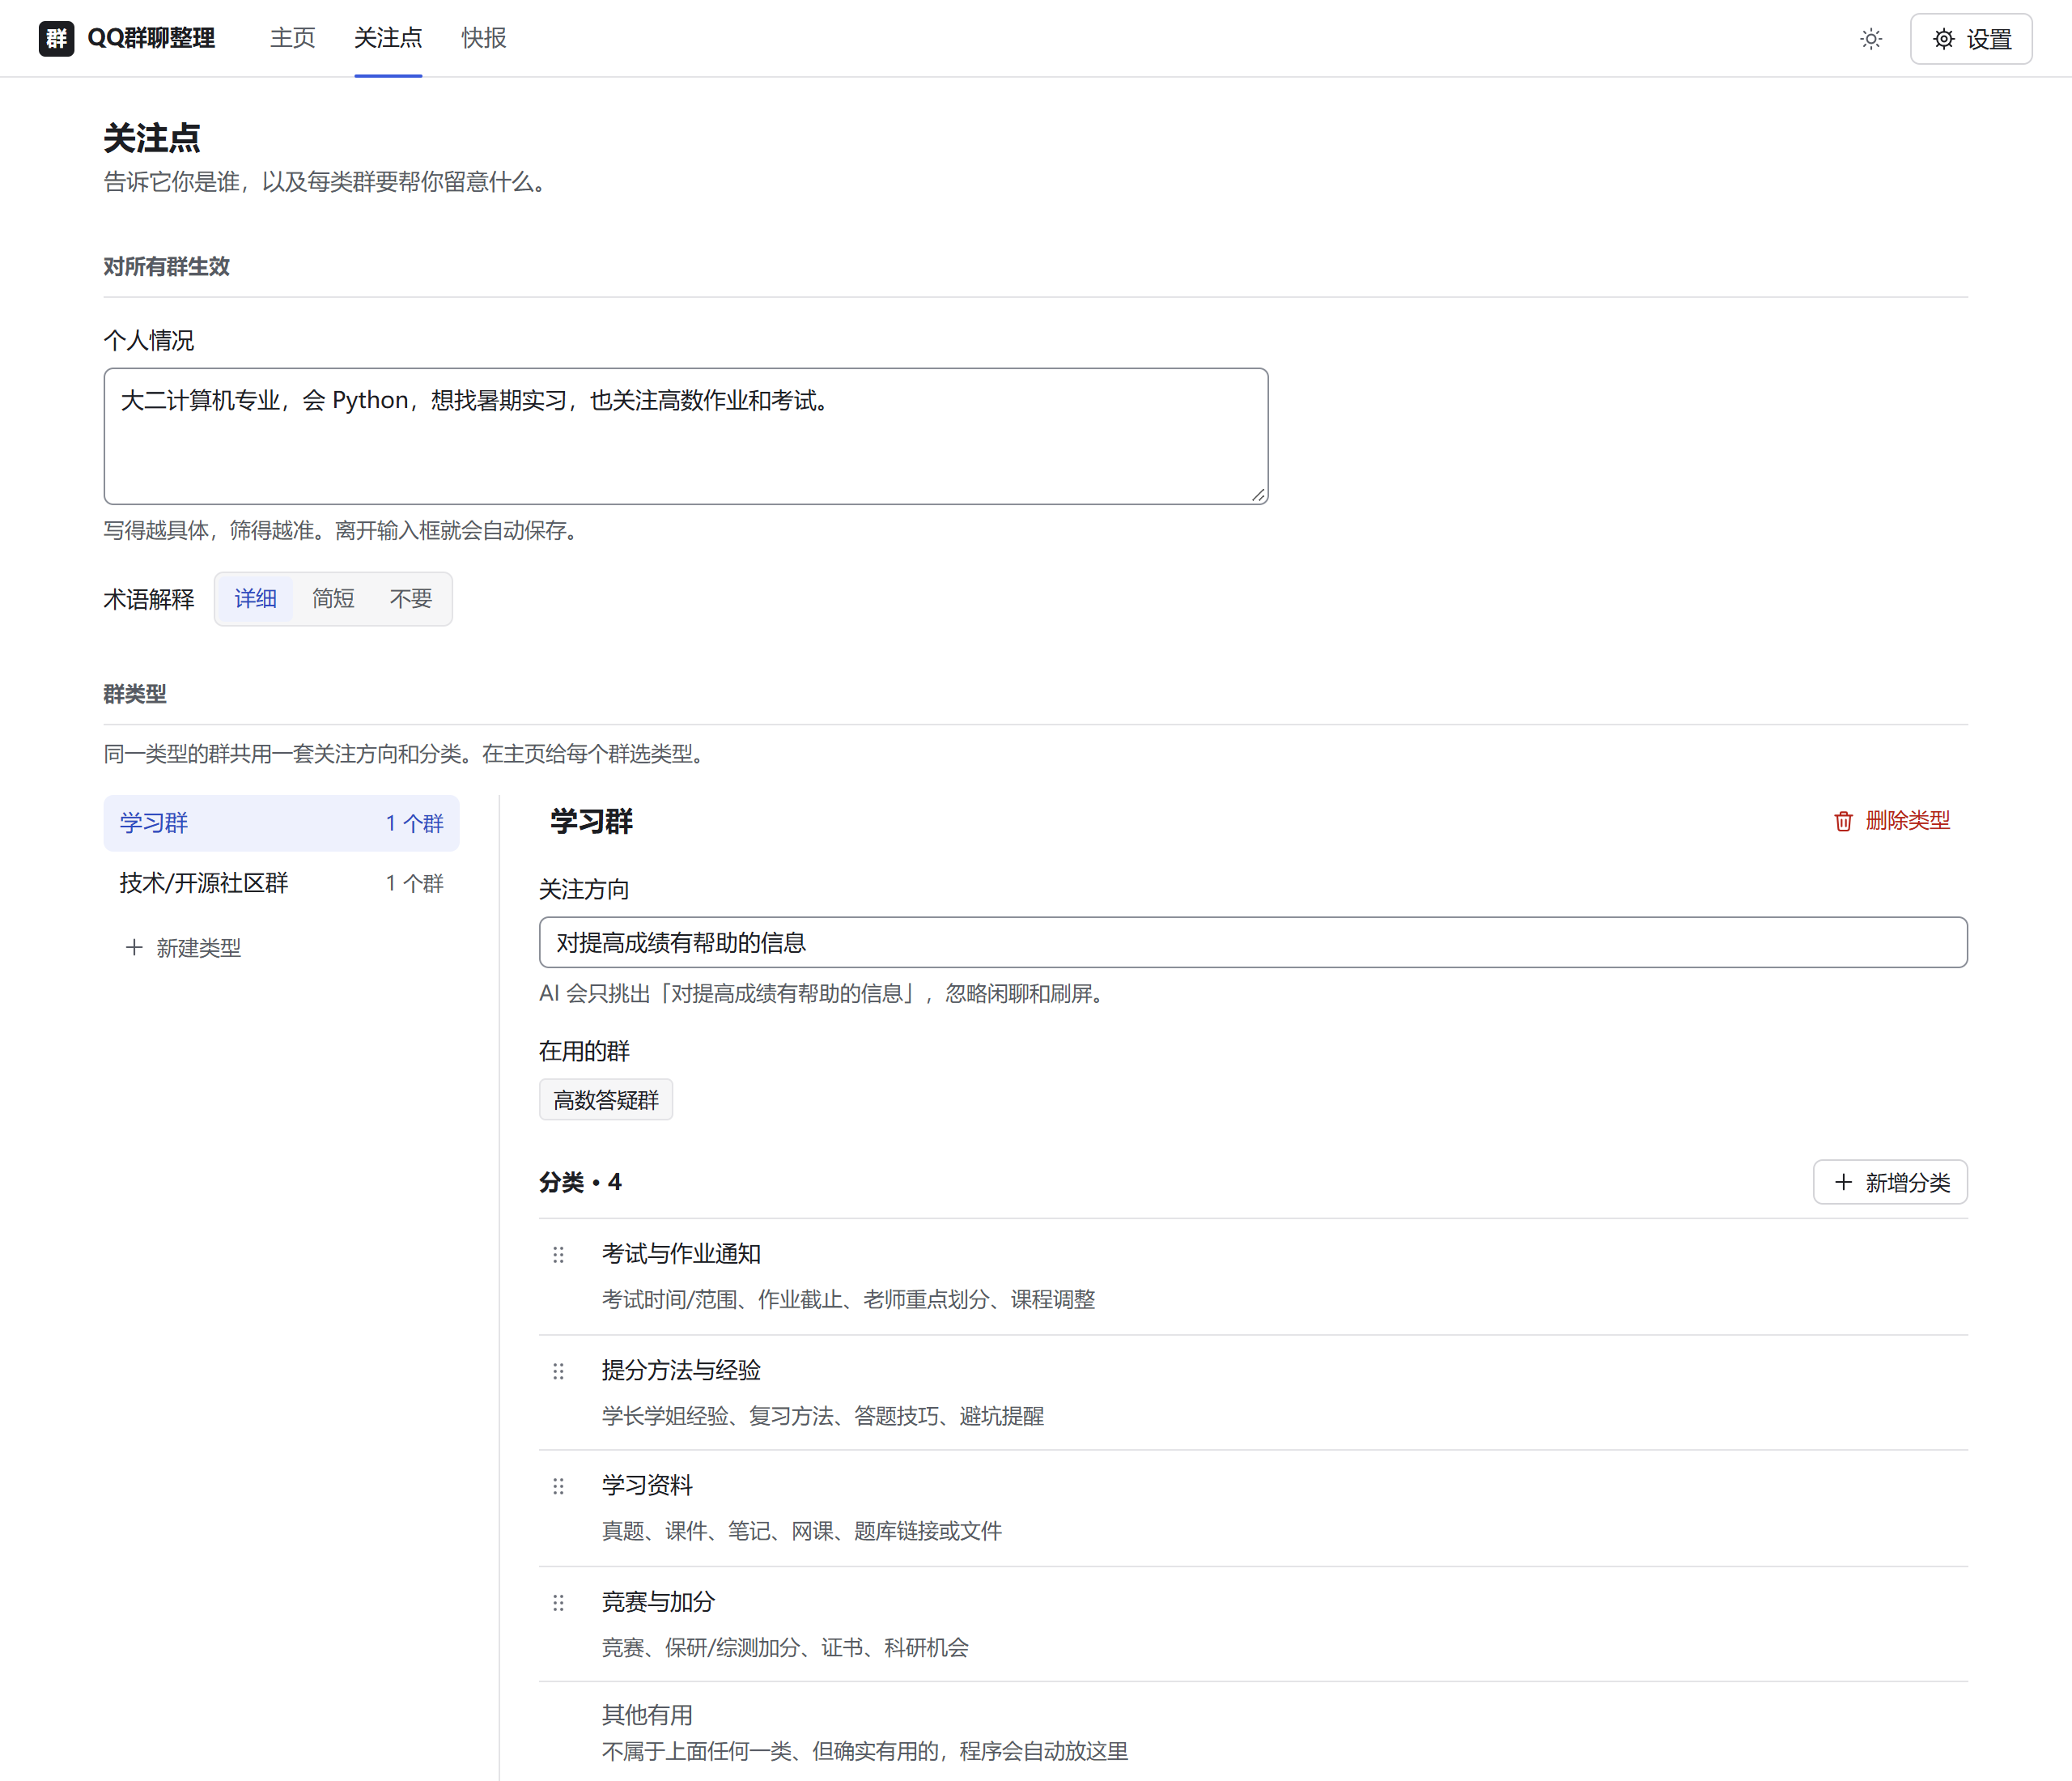 群 QQ群聊整理 主页 关注点 快报 设置
关注点
告诉它你是谁，以及每类群要帮你留意什么。
对所有群生效
个人情况
大二计算机专业，会 Python，想找暑期实习，也关注高数作业和考试。
写得越具体，筛得越准。离开输入框就会自动保存。
术语解释 详细 简短 不要
群类型
同一类型的群共用一套关注方向和分类。在主页给每个群选类型。
学习群 1 个群
技术/开源社区群 1 个群
新建类型
学习群 删除类型
关注方向
对提高成绩有帮助的信息
AI 会只挑出「对提高成绩有帮助的信息」，忽略闲聊和刷屏。
在用的群
高数答疑群
分类 • 4 新增分类
考试与作业通知
考试时间/范围、作业截止、老师重点划分、课程调整
提分方法与经验
学长学姐经验、复习方法、答题技巧、避坑提醒
学习资料
真题、课件、笔记、网课、题库链接或文件
竞赛与加分
竞赛、保研/综测加分、证书、科研机会
其他有用
不属于上面任何一类、但确实有用的，程序会自动放这里